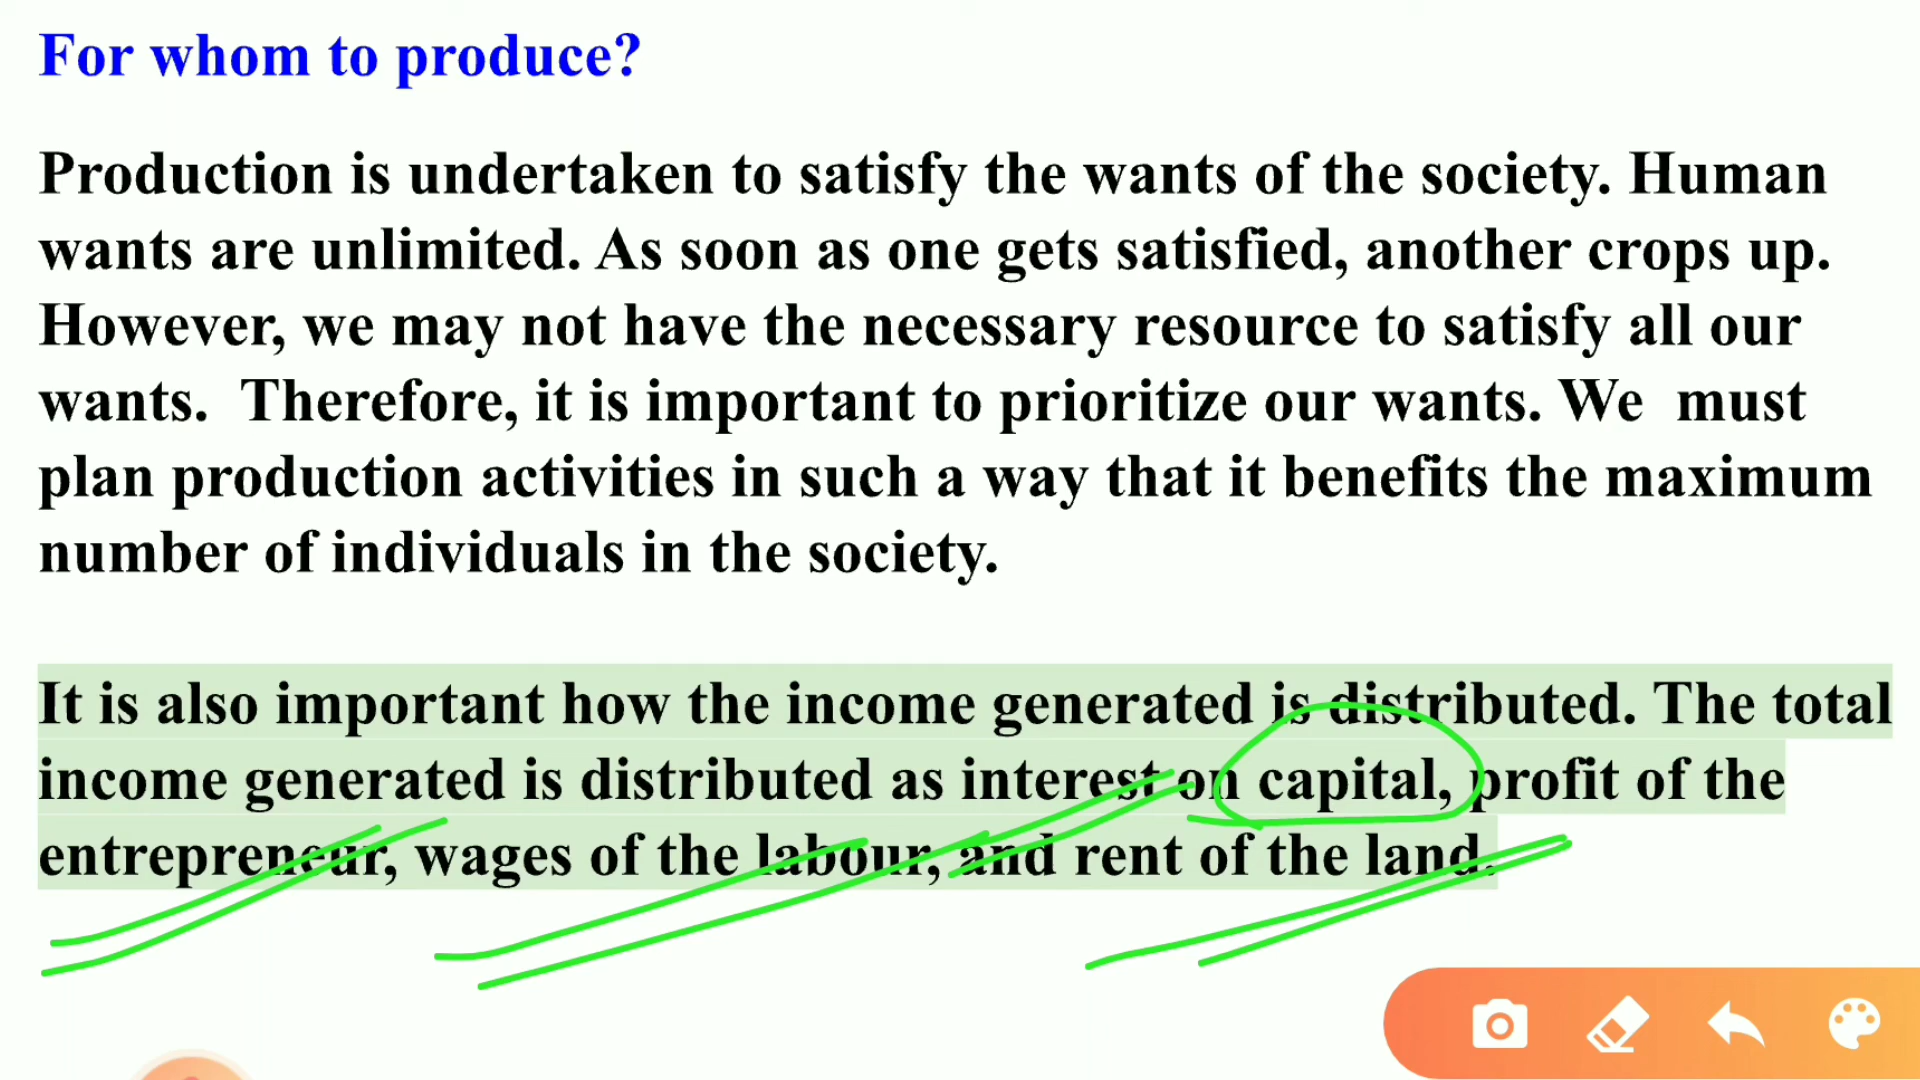 For whom to produce?
Production is undertaken to satisfy the wants of the society. Human
wants are unlimited. As soon as one gets satisfied, another crops up.
However, we may not have the necessary resource to satisfy all our
wants.  Therefore, it is important to prioritize our wants. We  must
plan production activities in such a way that it benefits the maximum
number of individuals in the society.
It is also important how the income generated is distributed. The total
income generated is distributed as interest on capital, profit of the
entrepreneur, wages of the labour, and rent of the land.